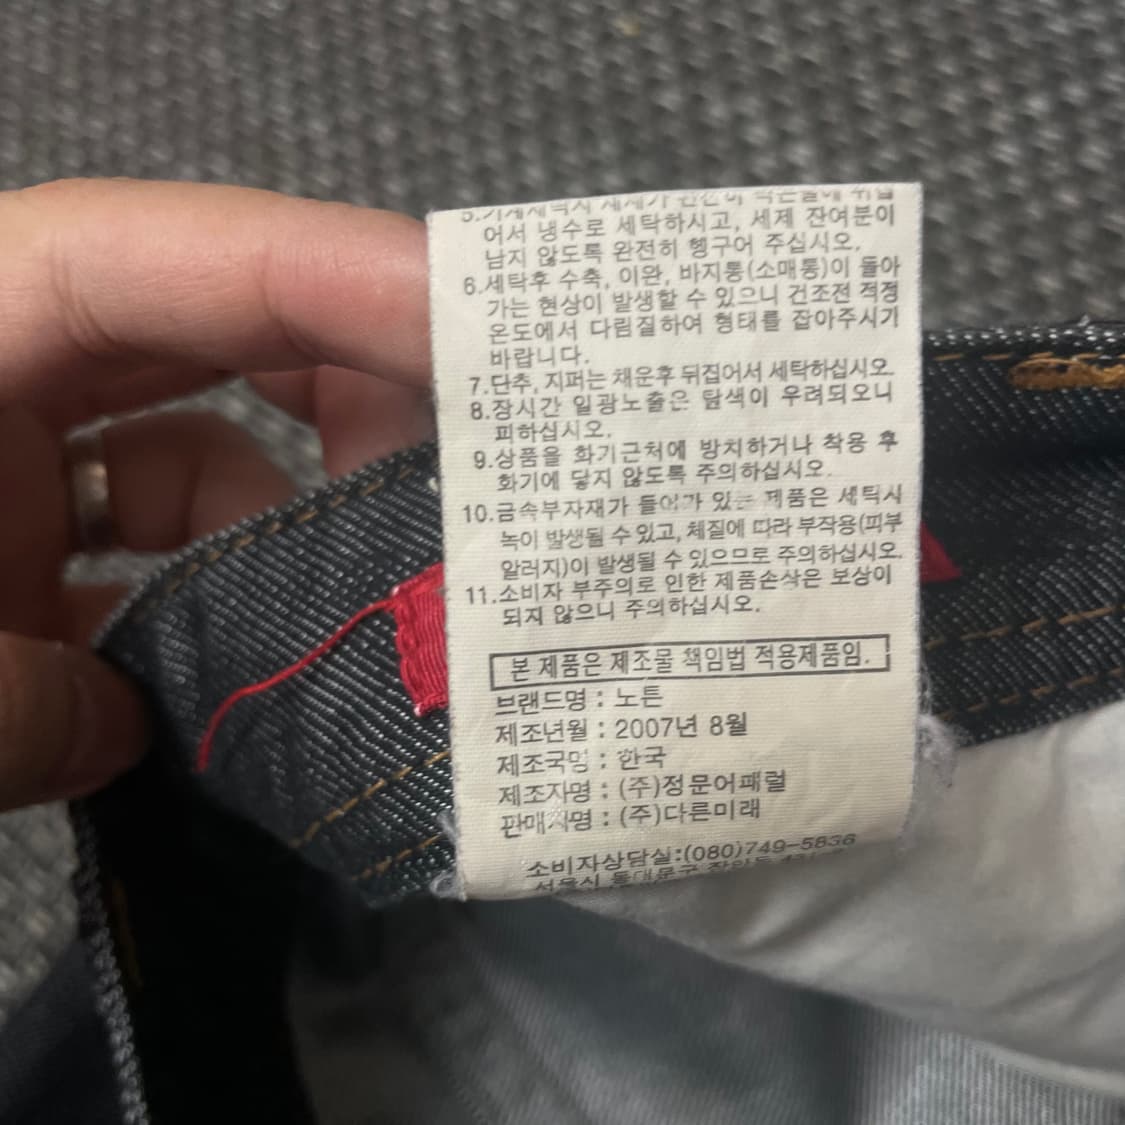 5.
어서 냉수로 세탁하시고, 세제 잔여분이
남지 않도록 완전히 헹구어 주십시오.
6.세탁후 수축, 이완, 바지통(소매통)이 돌아
가는 현상이 발생할 수 있으니 건조전 적정
온도에서 다림질하여 형태를 잡아주시기
바랍니다.
7.단추, 지퍼는 채운후 뒤집어서 세탁하십시오.
8.장시간 일광노출은 탈색이 우려되오니
피하십시오.
9.상품을 화기근처에 방치하거나 착용 후
화기에 닿지 않도록 주의하십시오.
10.금속부자재가 들어가 있는 제품은 세탁시
녹이 발생될 수 있고, 체질에 따라 부작용(피부
알러지)이 발생될 수 있으므로 주의하십시오.
11.소비자 부주의로 인한 제품손상은 보상이
되지 않으니 주의하십시오.
본 제품은 제조물 책임법 적용제품임.
브랜드명 : 노튼
제조년월 : 2007년 8월
제조국명 : 한국
제조자명 : (주)정문어패럴
판매자명 : (주)다른미래
소비자상담실:(080)749-5836
서울시 동대문구